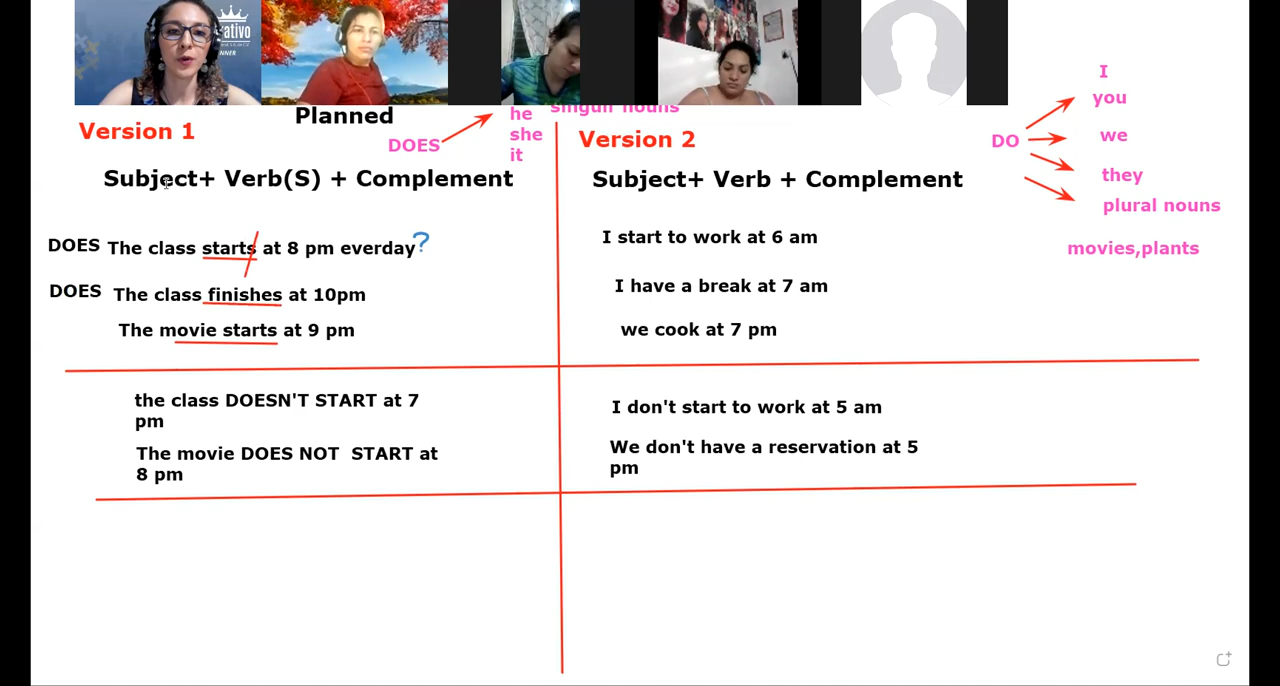 ativo
NNER
Planned
he
singulr nouns
she
it
DOES
Version 1
Version 2
Subject+ Verb(S) + Complement
Subject+ Verb + Complement
DO
I
you
we
they
plural nouns
movies,plants
DOES The class starts at 8 pm everday?
DOES The class finishes at 10pm
The movie starts at 9 pm
I start to work at 6 am
I have a break at 7 am
we cook at 7 pm
the class DOESN'T START at 7
pm
The movie DOES NOT START at
8 pm
I don't start to work at 5 am
We don't have a reservation at 5
pm